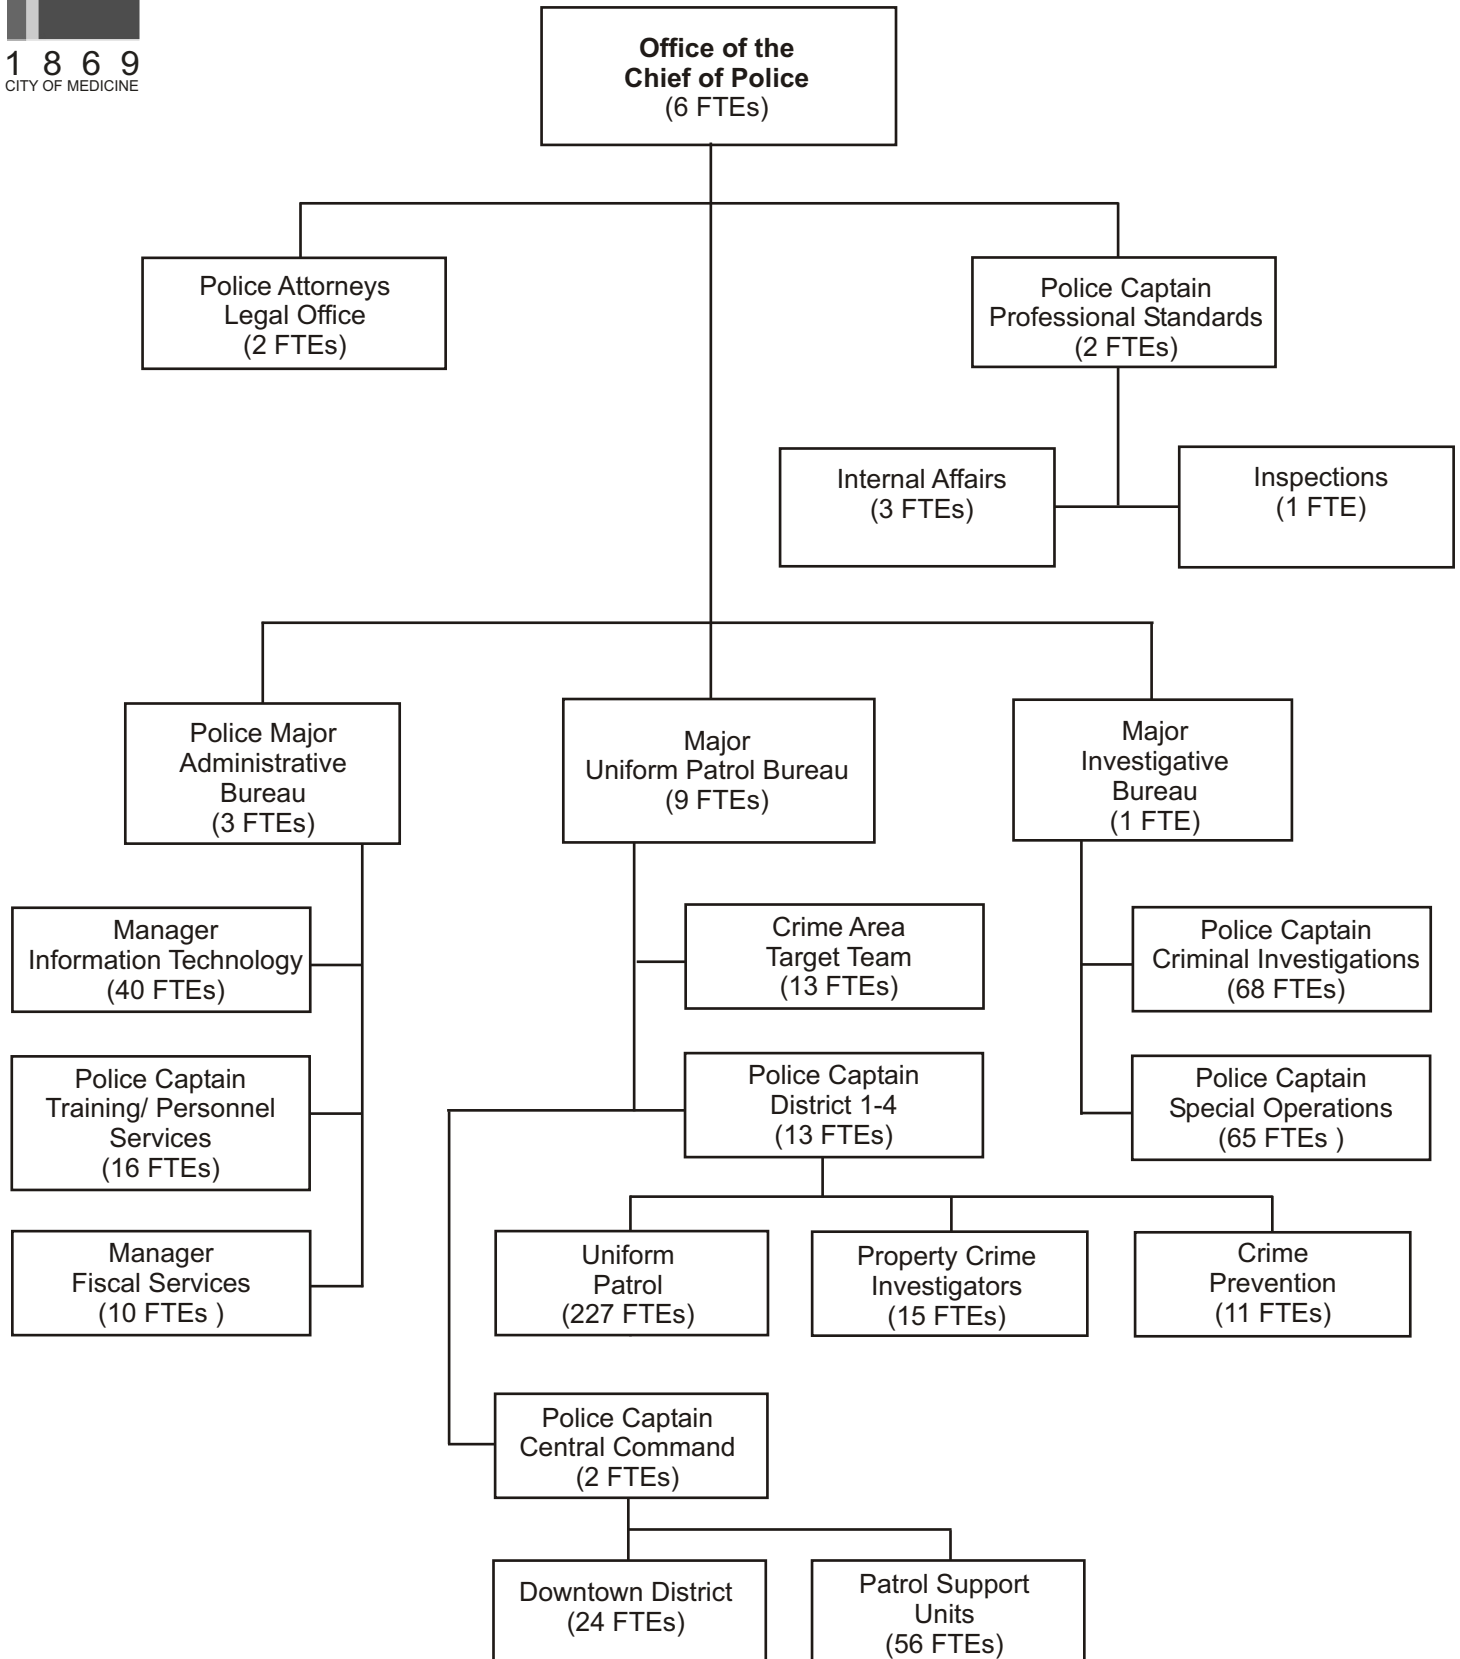 1 8 6 9
CITY OF MEDICINE
Office of the
Chief of Police
(6 FTEs)
Police Attorneys
Legal Office
(2 FTEs)
Police Captain
Professional Standards
(2 FTEs)
Internal Affairs
(3 FTEs)
Inspections
(1 FTE)
Police Major
Administrative
Bureau
(3 FTEs)
Major
Uniform Patrol Bureau
(9 FTEs)
Major
Investigative
Bureau
(1 FTE)
Manager
Information Technology
(40 FTEs)
Crime Area
Target Team
(13 FTEs)
Police Captain
Criminal Investigations
(68 FTEs)
Police Captain
Training/ Personnel
Services
(16 FTEs)
Police Captain
District 1-4
(13 FTEs)
Police Captain
Special Operations
(65 FTEs )
Manager
Fiscal Services
(10 FTEs )
Uniform
Patrol
(227 FTEs)
Property Crime
Investigators
(15 FTEs)
Crime
Prevention
(11 FTEs)
Police Captain
Central Command
(2 FTEs)
Downtown District
(24 FTEs)
Patrol Support
Units
(56 FTEs)